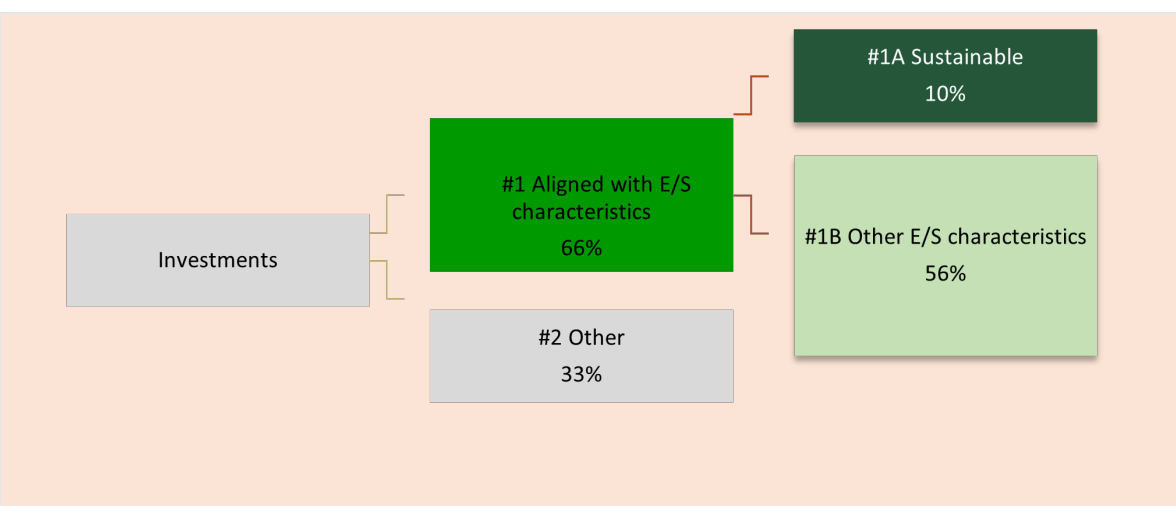 Investments
#1 Aligned with E/S
characteristics
66%
#2 Other
33%
#1A Sustainable
10%
#1B Other E/S characteristics
56%